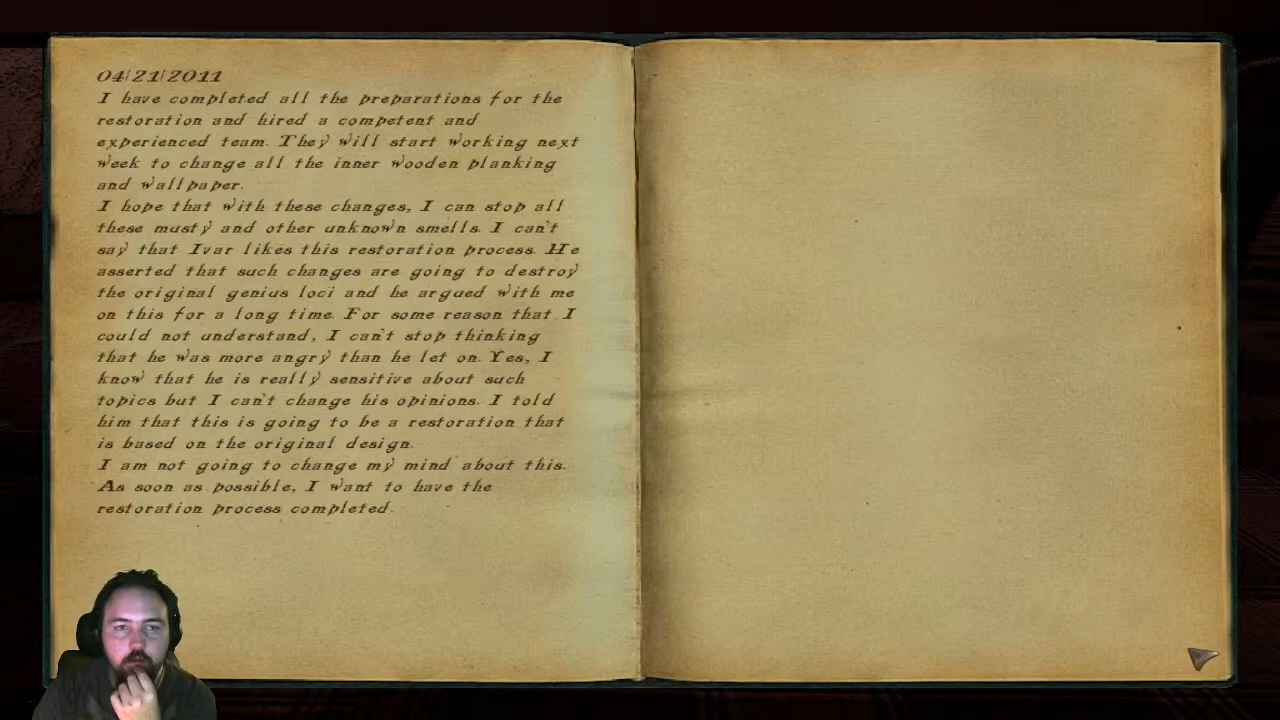 04/21/2011
I have completed all the preparations for the
restoration and hired a competent and
experienced team. They will start working next
week to change all the inner wooden planking
and wallpaper.
I hope that with these changes, I can stop all
these musty and other unknown smells. I can't
say that Ivar likes this restoration process. He
asserted that such changes are going to destroy
the original genius loci and he argued with me
on this for a long time. For some reason that I
could not understand, I can't stop thinking
that he was more angry than he let on. Yes, I
know that he is really sensitive about such
topics but I can't change his opinions. I told
him that this is going to be a restoration that
is based on the original design.
I am not going to change my mind about this.
As soon as possible, I want to have the
restoration process completed.